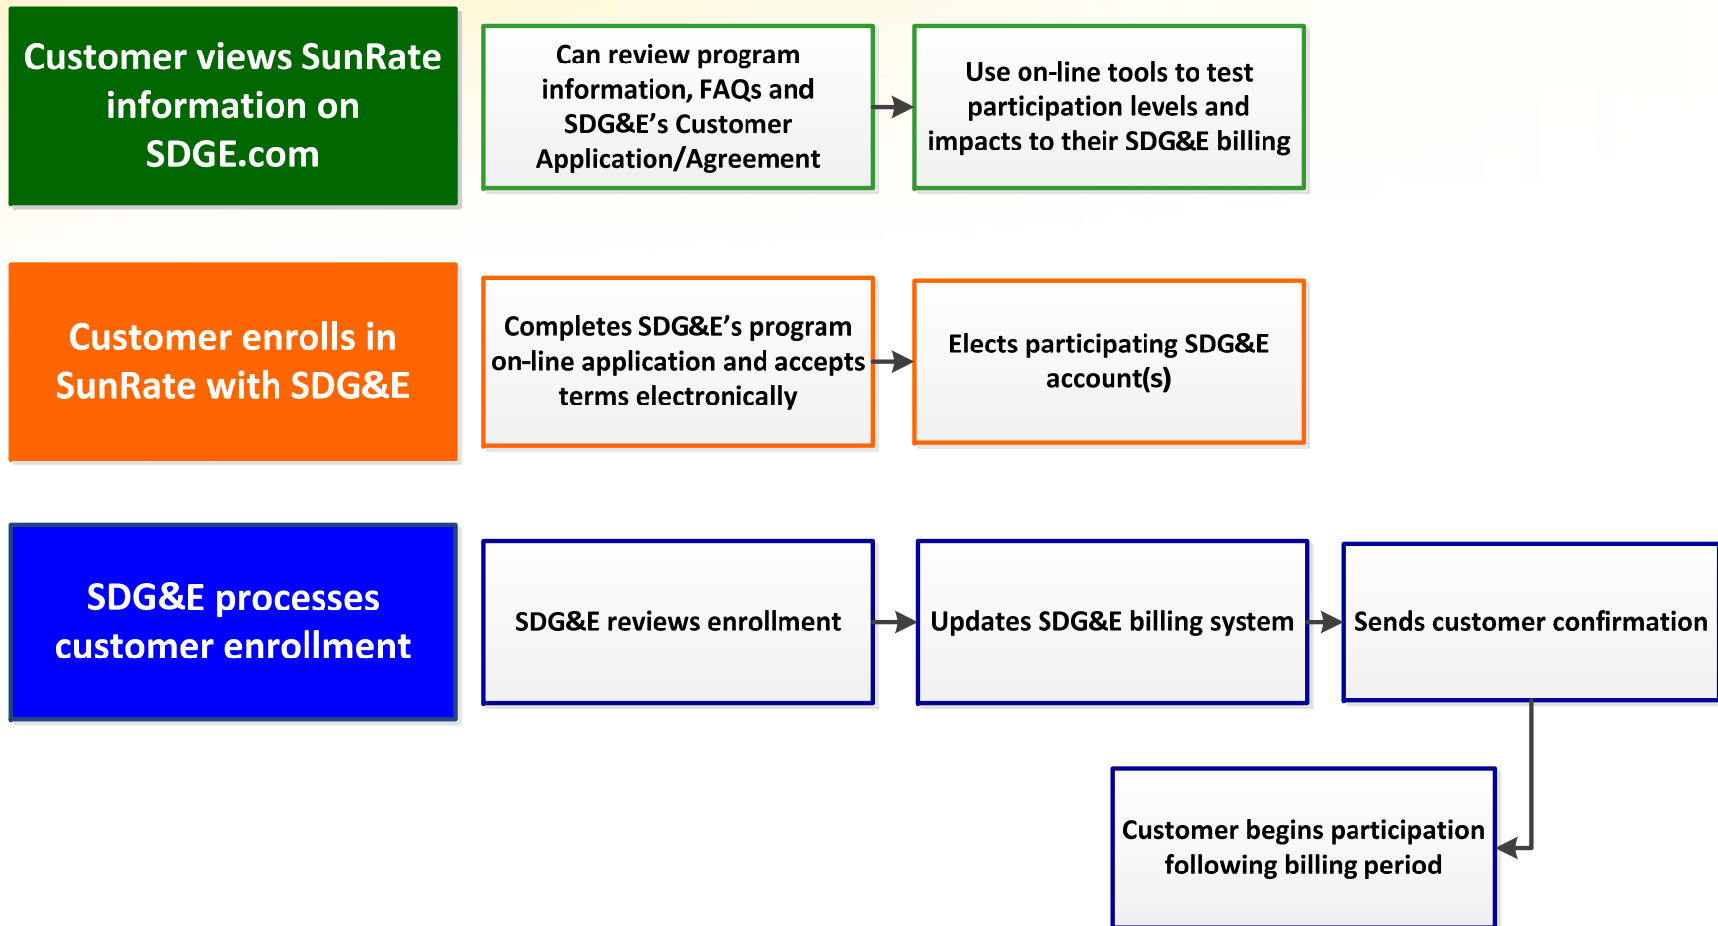 Customer views SunRate
information on
SDGE.com
Can review program
information, FAQs and
SDG&E’s Customer
Application/Agreement
Use on-line tools to test
participation levels and
impacts to their SDG&E billing
Customer enrolls in
SunRate with SDG&E
Completes SDG&E’s program
on-line application and accepts
terms electronically
Elects participating SDG&E
account(s)
SDG&E processes
customer enrollment
SDG&E reviews enrollment
Updates SDG&E billing system
Sends customer confirmation
Customer begins participation
following billing period